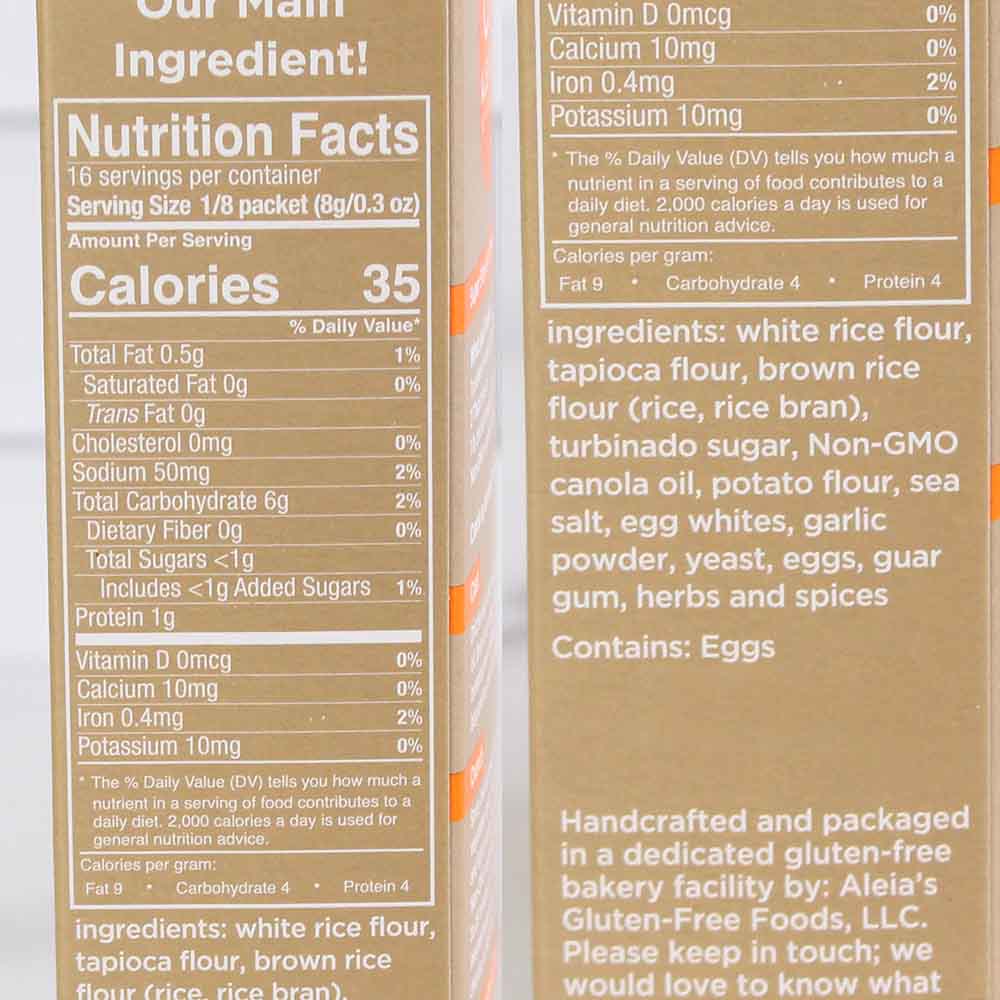 Our Main
Ingredient!
Nutrition Facts
16 servings per container
Serving Size 1/8 packet (8g/0.3 oz)
Amount Per Serving
Calories 35
% Daily Value*
Total Fat 0.5g 1%
Saturated Fat 0g 0%
Trans Fat 0g
Cholesterol 0mg 0%
Sodium 50mg 2%
Total Carbohydrate 6g 2%
Dietary Fiber 0g 0%
Total Sugars <1g
Includes <1g Added Sugars 1%
Protein 1g
Vitamin D 0mcg 0%
Calcium 10mg 0%
Iron 0.4mg 2%
Potassium 10mg 0%
* The % Daily Value (DV) tells you how much a
nutrient in a serving of food contributes to a
daily diet. 2,000 calories a day is used for
general nutrition advice.
Calories per gram:
Fat 9 • Carbohydrate 4 • Protein 4
ingredients: white rice flour,
tapioca flour, brown rice
flour (rice, rice bran),
Vitamin D 0mcg 0%
Calcium 10mg 0%
Iron 0.4mg 2%
Potassium 10mg 0%
* The % Daily Value (DV) tells you how much a
nutrient in a serving of food contributes to a
daily diet. 2,000 calories a day is used for
general nutrition advice.
Calories per gram:
Fat 9 • Carbohydrate 4 • Protein 4
ingredients: white rice flour,
tapioca flour, brown rice
flour (rice, rice bran),
turbinado sugar, Non-GMO
canola oil, potato flour, sea
salt, egg whites, garlic
powder, yeast, eggs, guar
gum, herbs and spices
Contains: Eggs
Handcrafted and packaged
in a dedicated gluten-free
bakery facility by: Aleia's
Gluten-Free Foods, LLC.
Please keep in touch; we
would love to know what